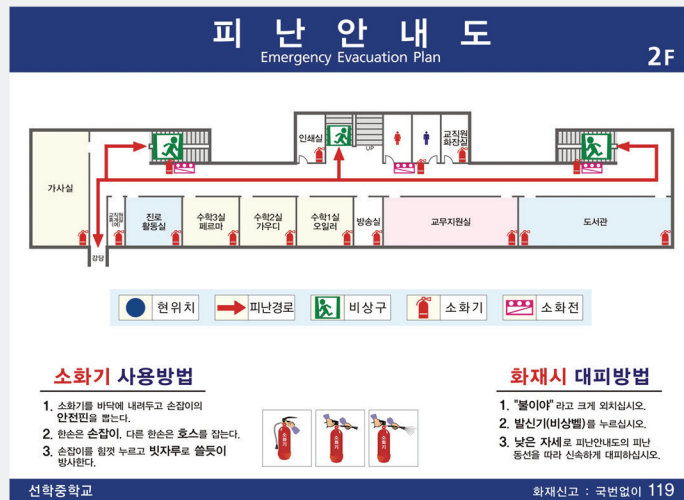 피 난 안 내 도
Emergency Evacuation Plan
2F
인쇄실
UP
교직원
화장실
가사실
진로
활동실
수학3실
페르마
수학2실
가우디
수학1실
오일러
방송실
교무지원실
도서관
강당
현위치
피난경로
비상구
소화기
소화전
소화기 사용방법
1. 소화기를 바닥에 내려두고 손잡이의
안전핀을 뽑는다.
2. 한손은 손잡이, 다른 한손은 호스를 잡는다.
3. 손잡이를 힘껏 누르고 빗자루로 쓸듯이
방사한다.
소화기
소화기
소화기
화재시 대피방법
1. "불이야" 라고 크게 외치십시오.
2. 발신기(비상벨)를 누르십시오.
3. 낮은 자세로 피난안내도의 피난
동선을 따라 신속하게 대피하십시오.
선학중학교
화재신고 : 국번없이 119